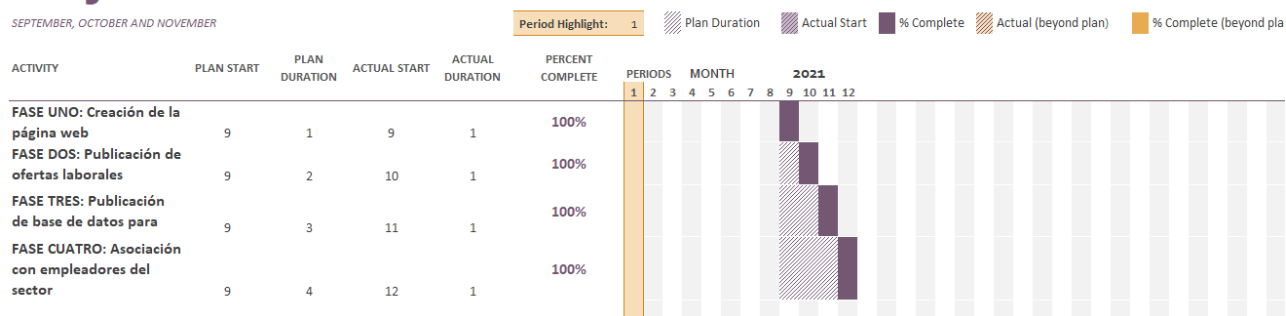 SEPTEMBER, OCTOBER AND NOVEMBER
Period Highlight: 1
Plan Duration
Actual Start
% Complete
Actual (beyond plan)
% Complete (beyond pla
ACTIVITY
PLAN START
PLAN
DURATION
ACTUAL START
ACTUAL
DURATION
PERCENT
COMPLETE
PERIODS MONTH 2021
1 2 3 4 5 6 7 8 9 10 11 12
FASE UNO: Creación de la
página web
9 1 9 1 100%
FASE DOS: Publicación de
ofertas laborales
9 2 10 1 100%
FASE TRES: Publicación
de base de datos para
9 3 11 1 100%
FASE CUATRO: Asociación
con empleadores del
sector
9 4 12 1 100%